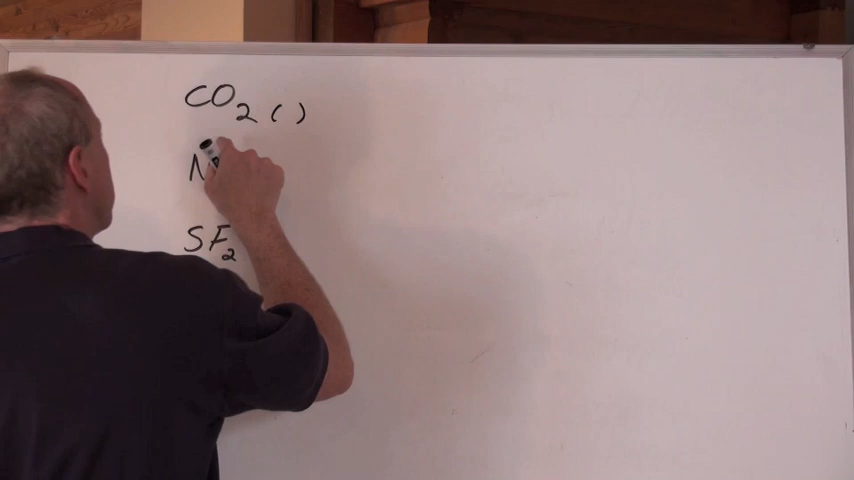 CO₂ ( )
N
SF₂